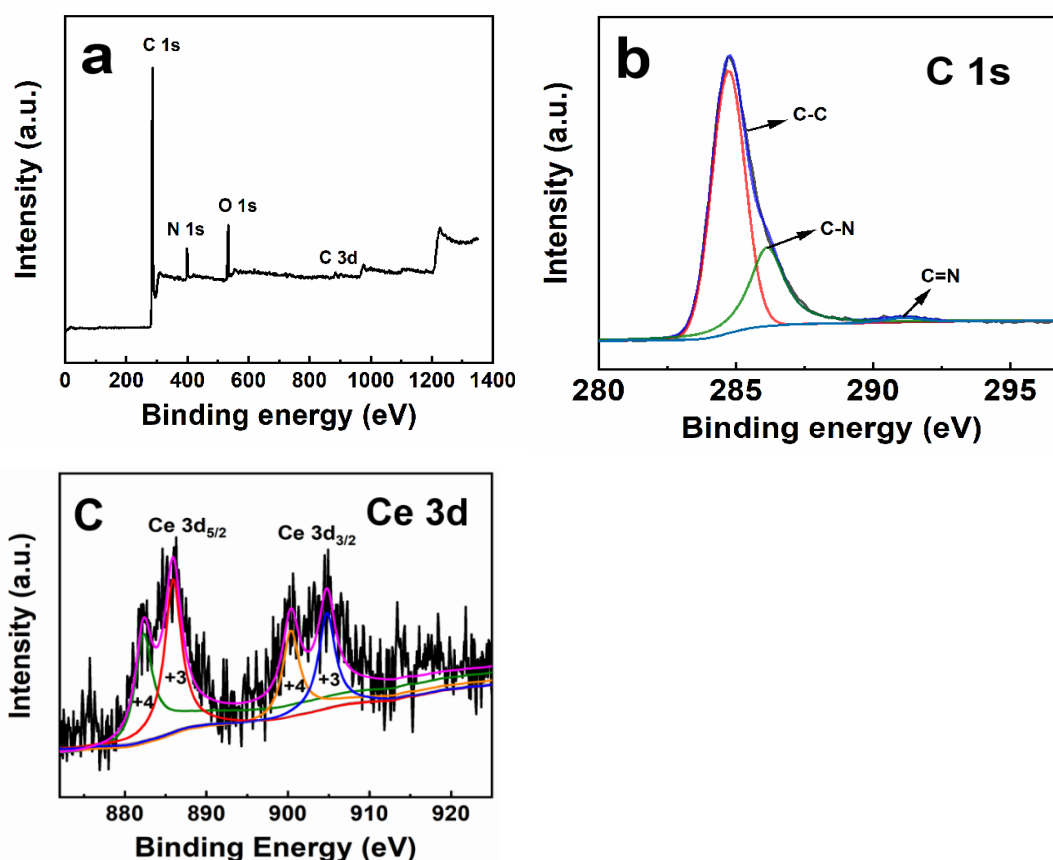 a
C 1s
N 1s
O 1s
C 3d
Intensity (a.u.)
0 200 400 600 800 1000 1200 1400
Binding energy (eV)
b
C 1s
C-C
C-N
C=N
Intensity (a.u.)
280 285 290 295
Binding energy (eV)
C
Ce 3d
Ce 3d5/2
Ce 3d3/2
+4
+3
+4
+3
Intensity (a.u.)
880 890 900 910 920
Binding Energy (eV)